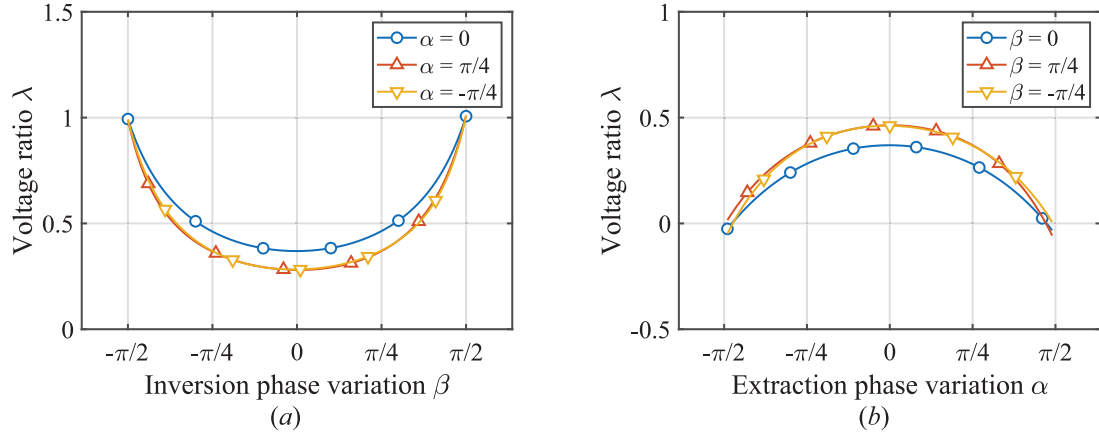 1.5
1
0.5
0
Voltage ratio λ
α = 0
α = π/4
α = -π/4
-π/2
-π/4
0
π/4
π/2
Inversion phase variation β
(a)
1
0.5
0
-0.5
Voltage ratio λ
β = 0
β = π/4
β = -π/4
-π/2
-π/4
0
π/4
π/2
Extraction phase variation α
(b)